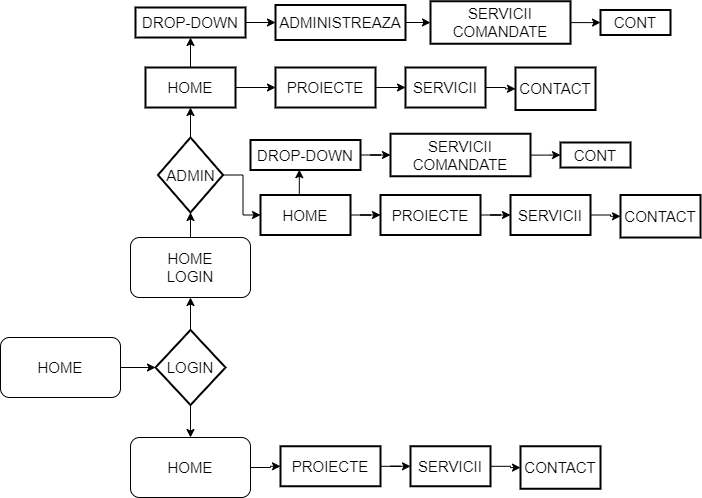 DROP-DOWN
ADMINISTREAZA
SERVICII
COMANDATE
CONT
HOME
PROIECTE
SERVICII
CONTACT
DROP-DOWN
SERVICII
COMANDATE
CONT
ADMIN
HOME
PROIECTE
SERVICII
CONTACT
HOME
LOGIN
HOME
LOGIN
HOME
PROIECTE
SERVICII
CONTACT